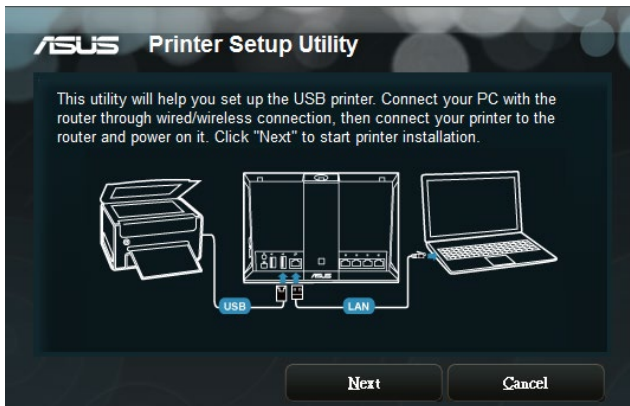 ASUS Printer Setup Utility
This utility will help you set up the USB printer. Connect your PC with the
router through wired/wireless connection, then connect your printer to the
router and power on it. Click "Next" to start printer installation.
ASUS
USB
LAN
Next
Cancel